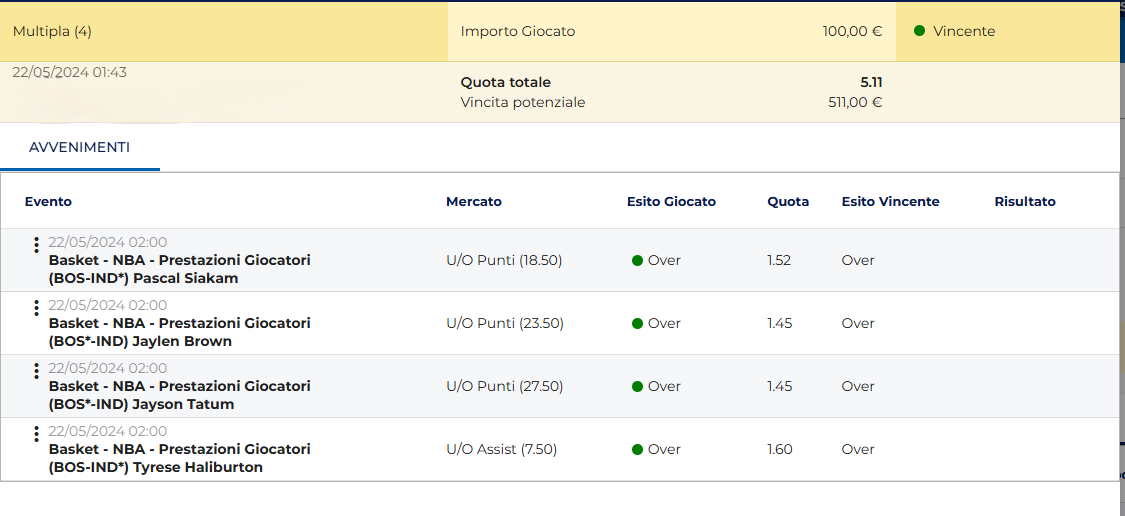 Multipla (4) Importo Giocato 100,00 € Vincente
22/05/2024 01:43
Quota totale 5.11
Vincita potenziale 511,00 €
AVVENIMENTI
Evento Mercato Esito Giocato Quota Esito Vincente Risultato
22/05/2024 02:00
Basket - NBA - Prestazioni Giocatori
(BOS-IND*) Pascal Siakam
U/O Punti (18.50) Over 1.52 Over
22/05/2024 02:00
Basket - NBA - Prestazioni Giocatori
(BOS*-IND) Jaylen Brown
U/O Punti (23.50) Over 1.45 Over
22/05/2024 02:00
Basket - NBA - Prestazioni Giocatori
(BOS*-IND) Jayson Tatum
U/O Punti (27.50) Over 1.45 Over
22/05/2024 02:00
Basket - NBA - Prestazioni Giocatori
(BOS-IND*) Tyrese Haliburton
U/O Assist (7.50) Over 1.60 Over